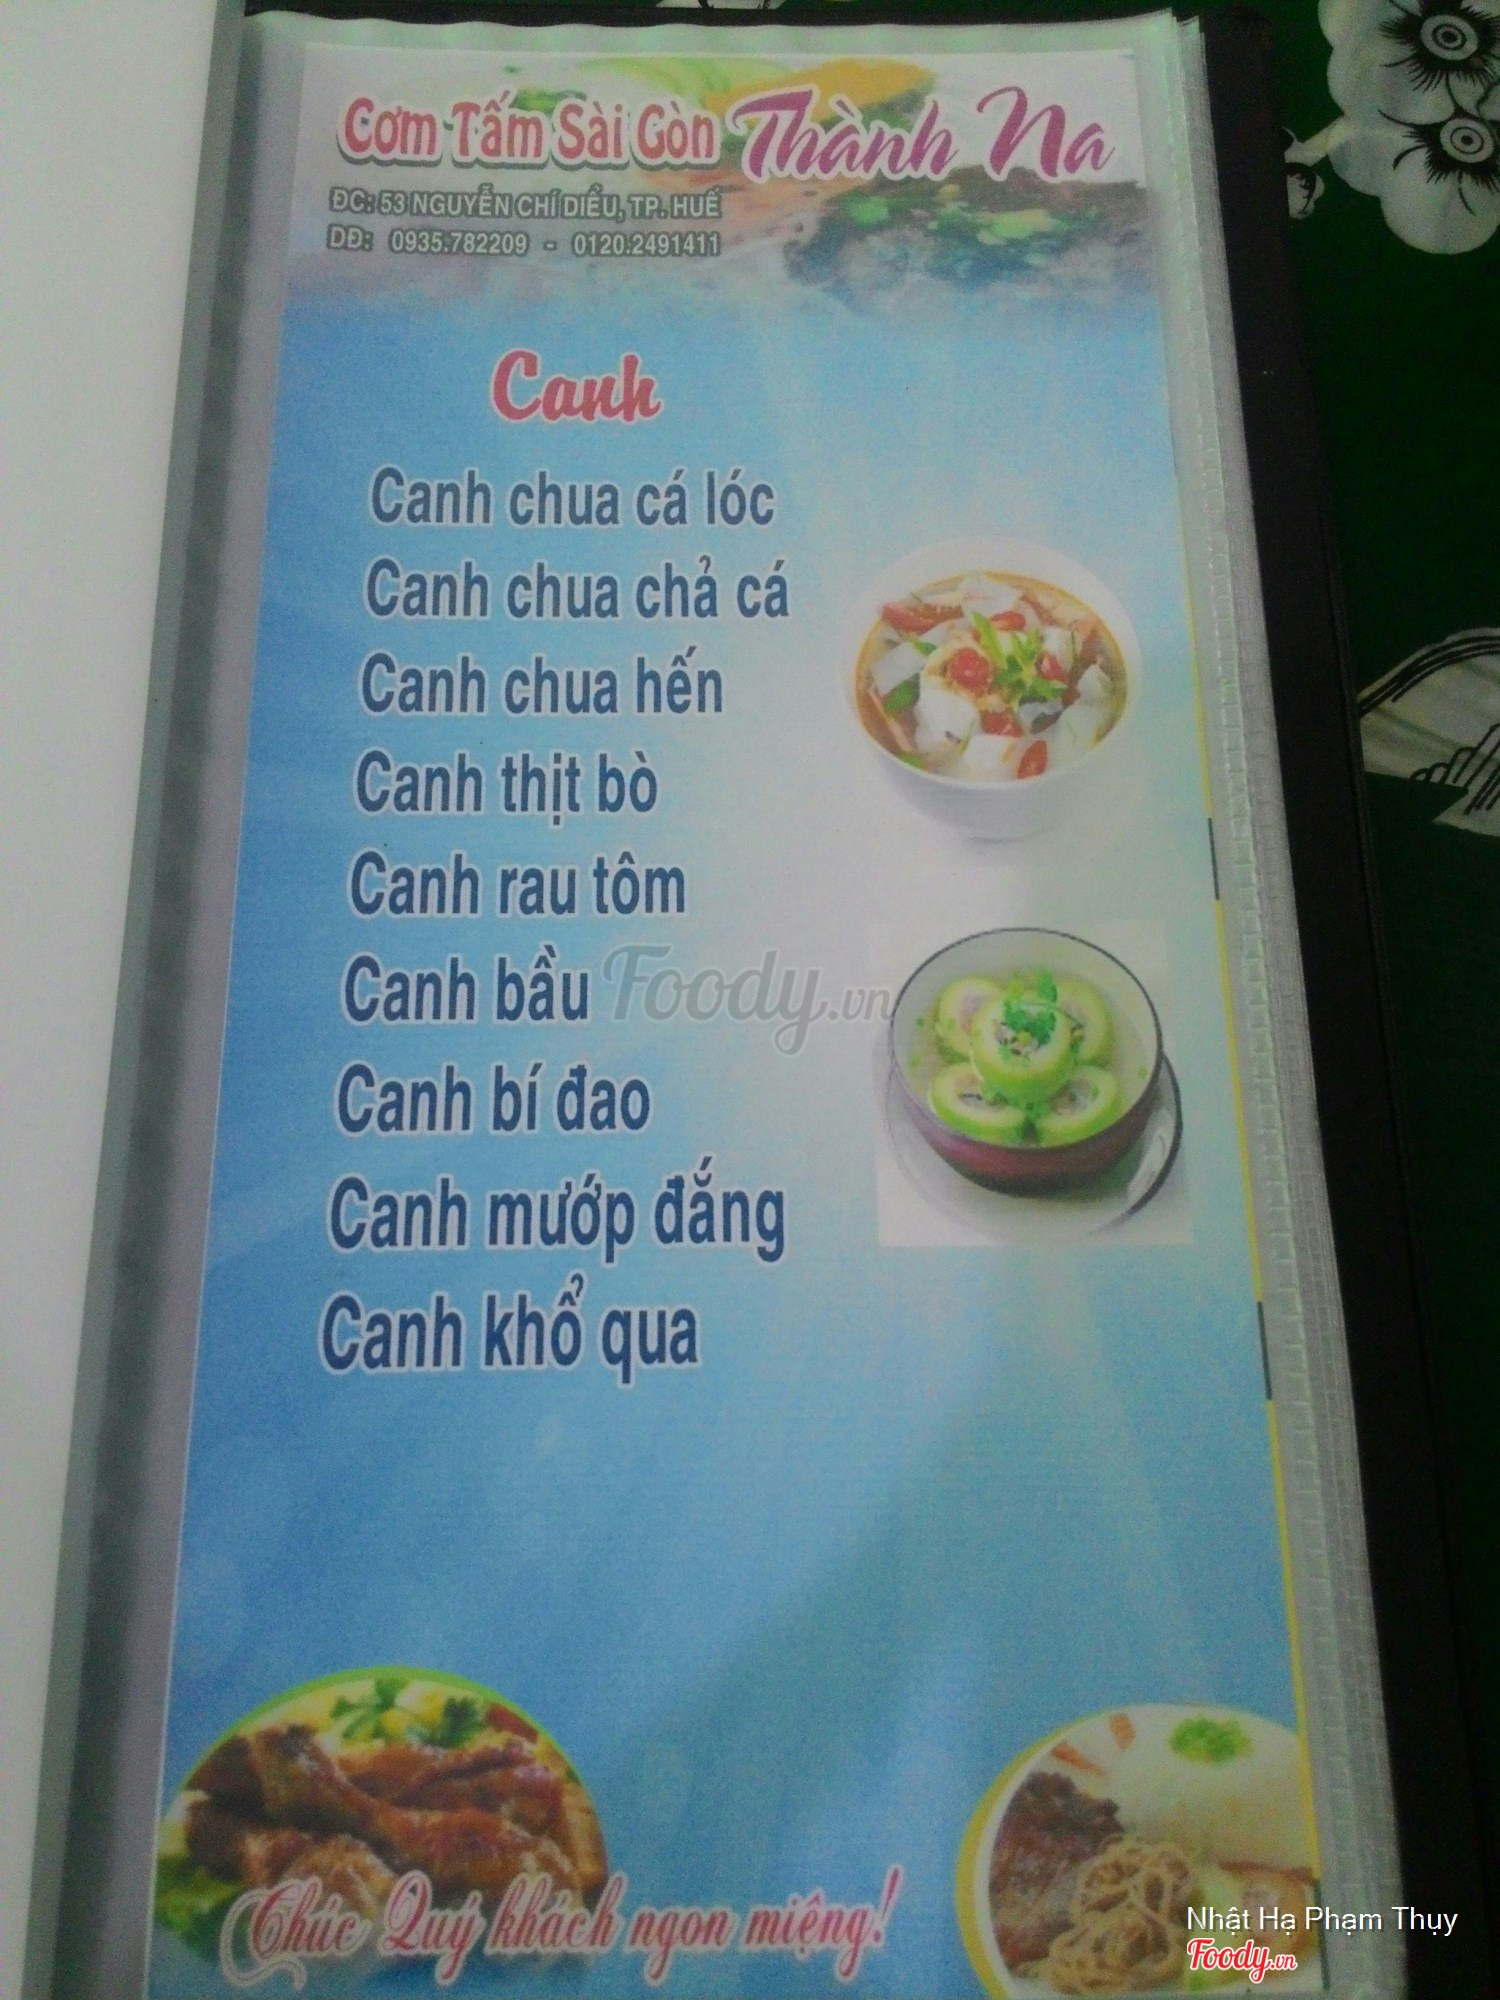 Cơm Tấm Sài Gòn Thành Na
ĐC: 53 NGUYỄN CHÍ DIỂU, TP. HUẾ
DĐ: 0935.782209 - 0120.2491411
Canh
Canh chua cá lóc
Canh chua chả cá
Canh chua hến
Canh thịt bò
Canh rau tôm
Canh bầu
Foody.vn
Canh bí đao
Canh mướp đắng
Canh khổ qua
Chúc Quý khách ngon miệng!
Nhật Hạ Phạm Thụy
Foody.vn